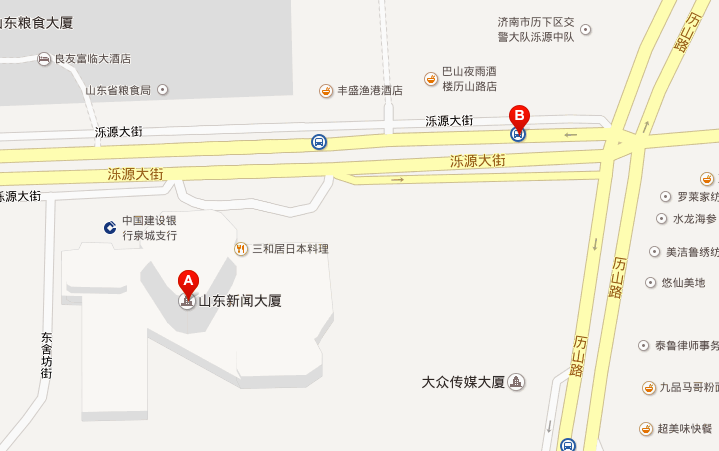 山东粮食大厦
良友富临大酒店
山东省粮食局
丰盛渔港酒店
巴山夜雨酒
楼历山路店
济南市历下区交
警大队泺源中队
历山路
泺源大街
泺源大街
B
泺源大街
泺源大街
泺源大街
中国建设银
行泉城支行
三和居日本料理
A
山东新闻大厦
罗莱家纺
水龙海参
美洁鲁绣纺
悠仙美地
历山路
历山路
东舍坊街
泰鲁律师事务
大众传媒大厦
九品马哥粉面
超美味快餐